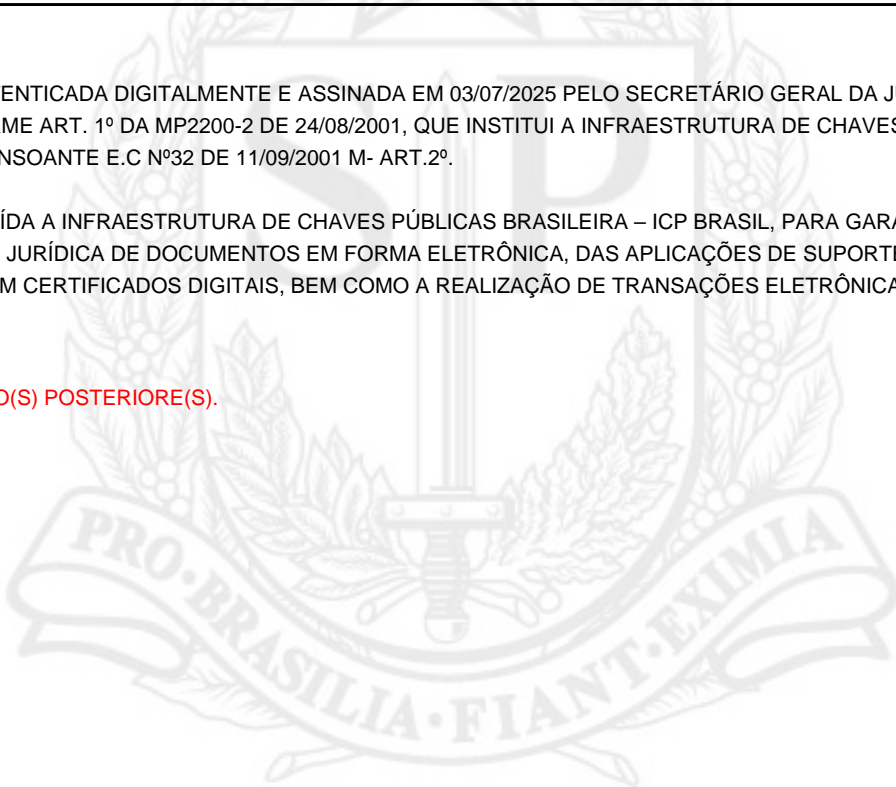 ENTICADA DIGITALMENTE E ASSINADA EM 03/07/2025 PELO SECRETÁRIO GERAL DA J
ME ART. 1º DA MP2200-2 DE 24/08/2001, QUE INSTITUI A INFRAESTRUTURA DE CHAVES
NSOANTE E.C Nº32 DE 11/09/2001 M- ART.2º.
ÍDA A INFRAESTRUTURA DE CHAVES PÚBLICAS BRASILEIRA – ICP BRASIL, PARA GARA
JURÍDICA DE DOCUMENTOS EM FORMA ELETRÔNICA, DAS APLICAÇÕES DE SUPORTE
M CERTIFICADOS DIGITAIS, BEM COMO A REALIZAÇÃO DE TRANSAÇÕES ELETRÔNICA
O(S) POSTERIORE(S).
SP
PRO·BRASILIA·FIANT·EXIMIA